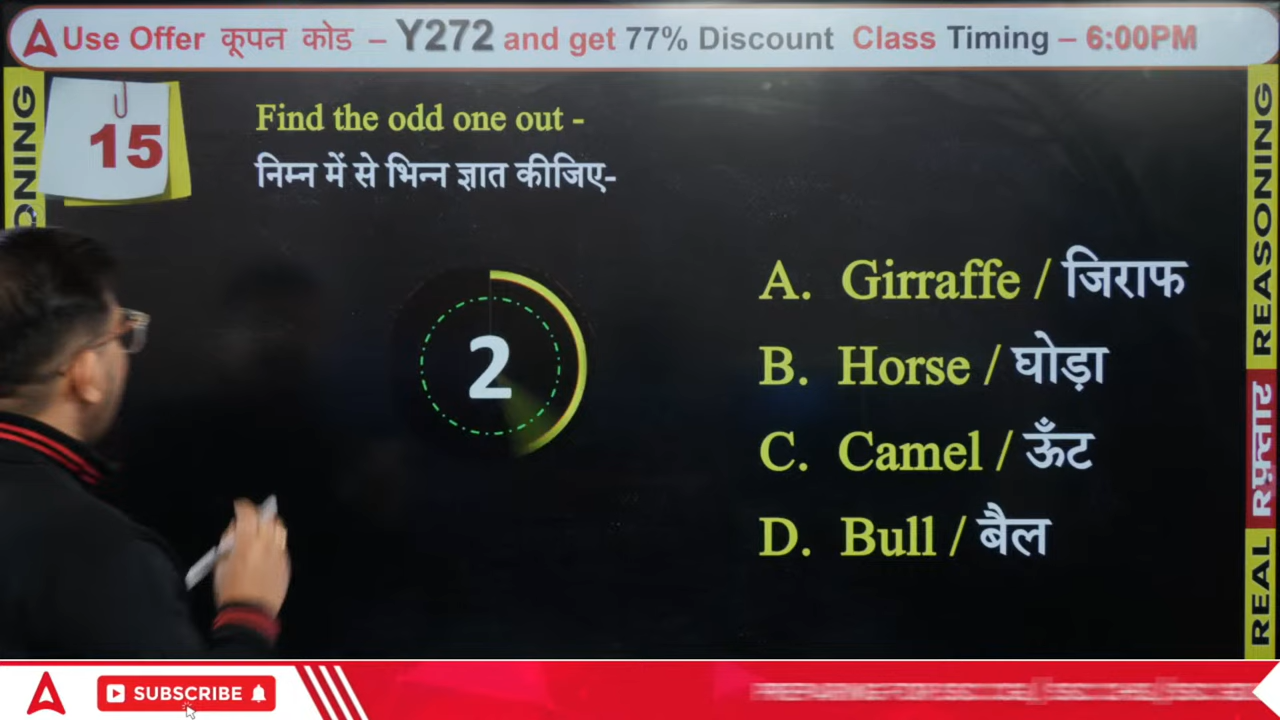 Use Offer कूपन कोड – Y272 and get 77% Discount Class Timing – 6:00PM
ONING
15
Find the odd one out -
निम्न में से भिन्न ज्ञात कीजिए-
2
A. Girraffe / जिराफ
B. Horse / घोड़ा
C. Camel / ऊँट
D. Bull / बैल
REAL रफ़्तार REASONING
SUBSCRIBE